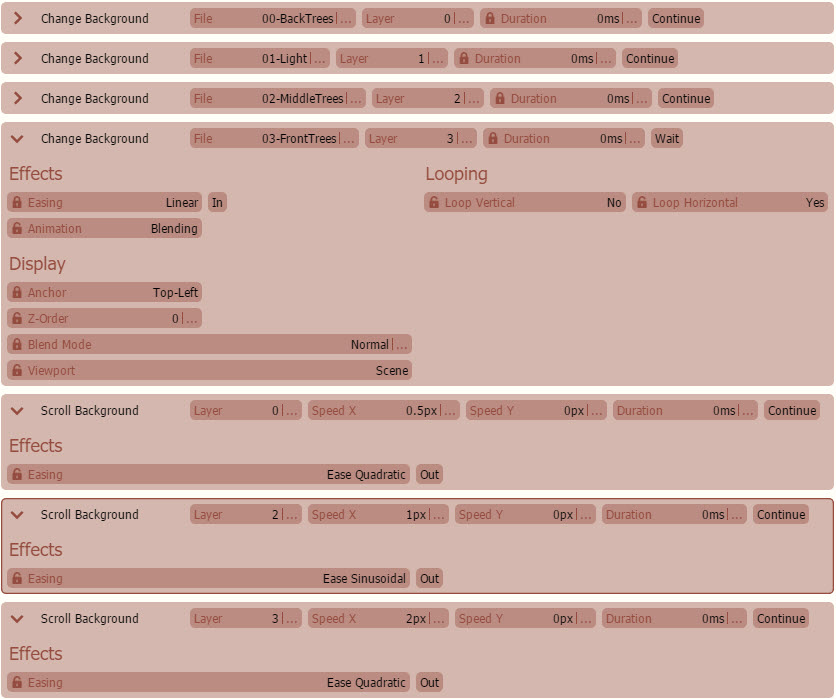 Change Background File 00-BackTrees|... Layer 0|... Duration 0ms|... Continue
Change Background File 01-Light|... Layer 1|... Duration 0ms|... Continue
Change Background File 02-MiddleTrees|... Layer 2|... Duration 0ms|... Continue
Change Background File 03-FrontTrees|... Layer 3|... Duration 0ms|... Wait
Effects Looping
Easing Linear In Loop Vertical No Loop Horizontal Yes
Animation Blending
Display
Anchor Top-Left
Z-Order 0|...
Blend Mode Normal|...
Viewport Scene
Scroll Background Layer 0|... Speed X 0.5px|... Speed Y 0px|... Duration 0ms|... Continue
Effects
Easing Ease Quadratic Out
Scroll Background Layer 2|... Speed X 1px|... Speed Y 0px|... Duration 0ms|... Continue
Effects
Easing Ease Sinusoidal Out
Scroll Background Layer 3|... Speed X 2px|... Speed Y 0px|... Duration 0ms|... Continue
Effects
Easing Ease Quadratic Out